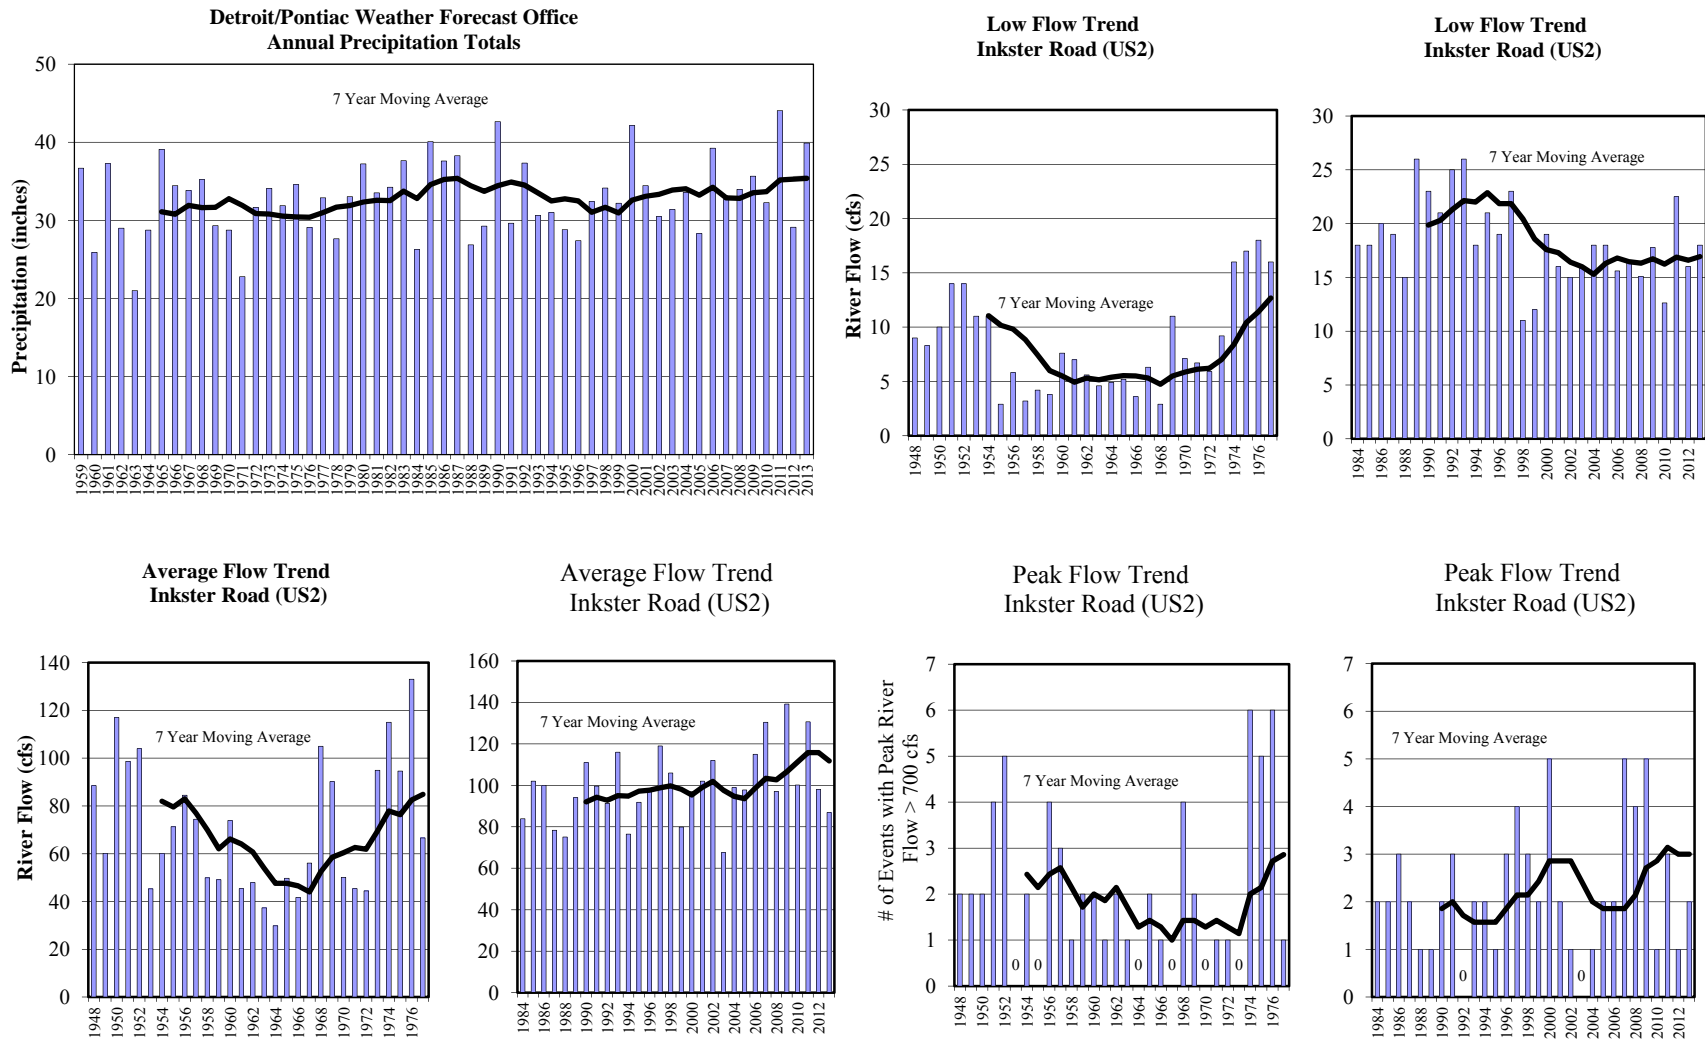 Detroit/Pontiac Weather Forecast Office
Annual Precipitation Totals
Precipitation (inches)
50
40
30
20
10
0
7 Year Moving Average
1959 1960 1961 1962 1963 1964 1965 1966 1967 1968 1969 1970 1971 1972 1973 1974 1975 1976 1977 1978 1979 1980 1981 1982 1983 1984 1985 1986 1987 1988 1989 1990 1991 1992 1993 1994 1995 1996 1997 1998 1999 2000 2001 2002 2003 2004 2005 2006 2007 2008 2009 2010 2011 2012 2013
Low Flow Trend
Inkster Road (US2)
River Flow (cfs)
30
25
20
15
10
5
0
7 Year Moving Average
1948 1950 1952 1954 1956 1958 1960 1962 1964 1966 1968 1970 1972 1974 1976
Low Flow Trend
Inkster Road (US2)
30
25
20
15
10
5
0
7 Year Moving Average
1984 1986 1988 1990 1992 1994 1996 1998 2000 2002 2004 2006 2008 2010 2012
Average Flow Trend
Inkster Road (US2)
River Flow (cfs)
140
120
100
80
60
40
20
0
7 Year Moving Average
1948 1950 1952 1954 1956 1958 1960 1962 1964 1966 1968 1970 1972 1974 1976
Average Flow Trend
Inkster Road (US2)
160
140
120
100
80
60
40
20
0
7 Year Moving Average
1984 1986 1988 1990 1992 1994 1996 1998 2000 2002 2004 2006 2008 2010 2012
Peak Flow Trend
Inkster Road (US2)
# of Events with Peak River
Flow > 700 cfs
7
6
5
4
3
2
1
0
7 Year Moving Average
0 0 0 0 0 0
1948 1950 1952 1954 1956 1958 1960 1962 1964 1966 1968 1970 1972 1974 1976
Peak Flow Trend
Inkster Road (US2)
7
6
5
4
3
2
1
0
7 Year Moving Average
0 0
1984 1986 1988 1990 1992 1994 1996 1998 2000 2002 2004 2006 2008 2010 2012